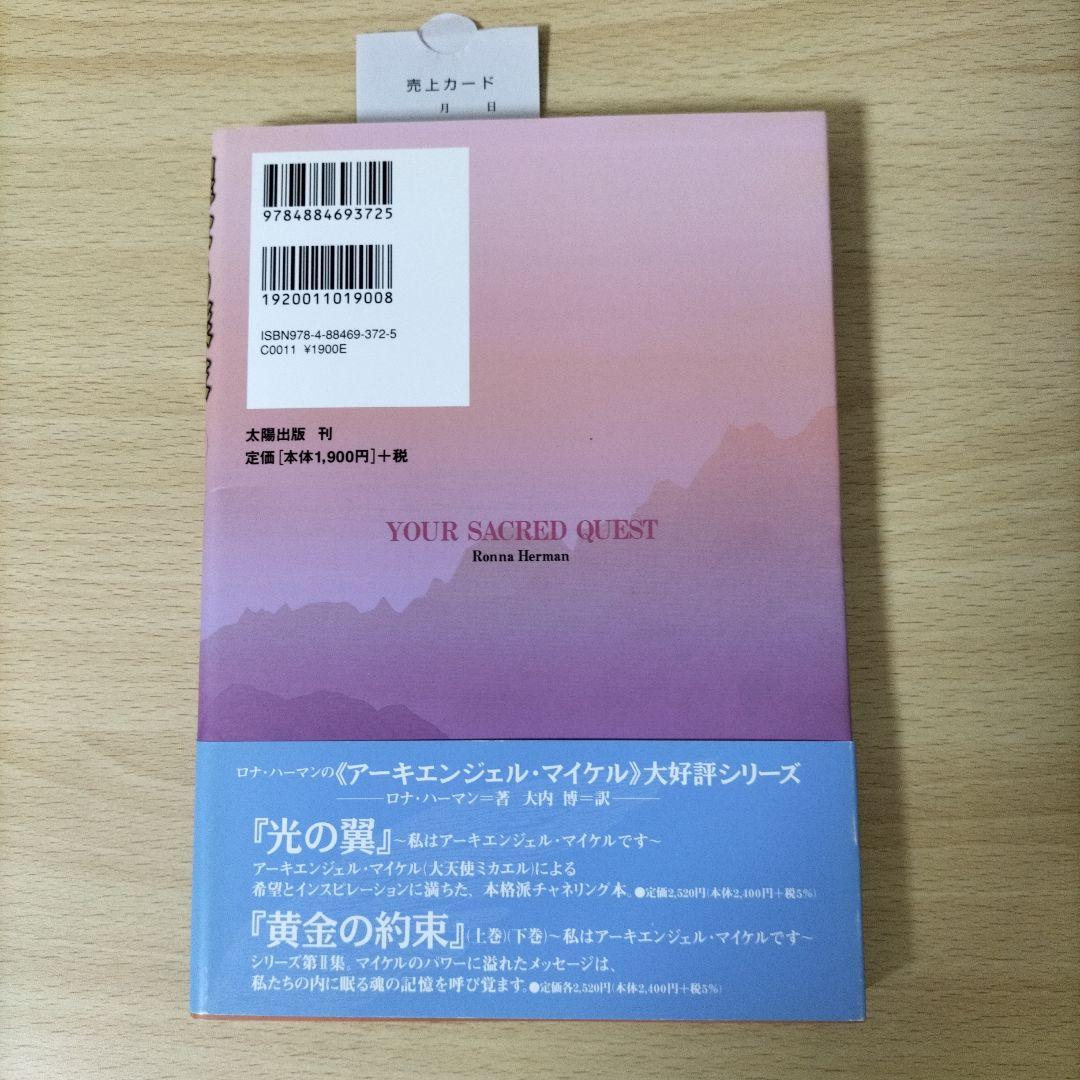 売上カード
月 日
9784884693725
1920011019008
ISBN978-4-88469-372-5
C0011 ¥1900E
太陽出版 刊
定価[本体1,900円]+税
YOUR SACRED QUEST
Ronna Herman
ロナ・ハーマンの《アーキエンジェル・マイケル》大好評シリーズ
ロナ・ハーマン=著 大内 博=訳
『光の翼』~私はアーキエンジェル・マイケルです~
アーキエンジェル・マイケル(大天使ミカエル)による
希望とインスピレーションに満ちた、本格派チャネリング本。●定価2,520円(本体2,400円+税5%)
『黄金の約束』(上巻)(下巻)~私はアーキエンジェル・マイケルです~
シリーズ第Ⅱ集。マイケルのパワーに溢れたメッセージは、
私たちの内に眠る魂の記憶を呼び覚ます。●定価各2,520円(本体2,400円+税5%)